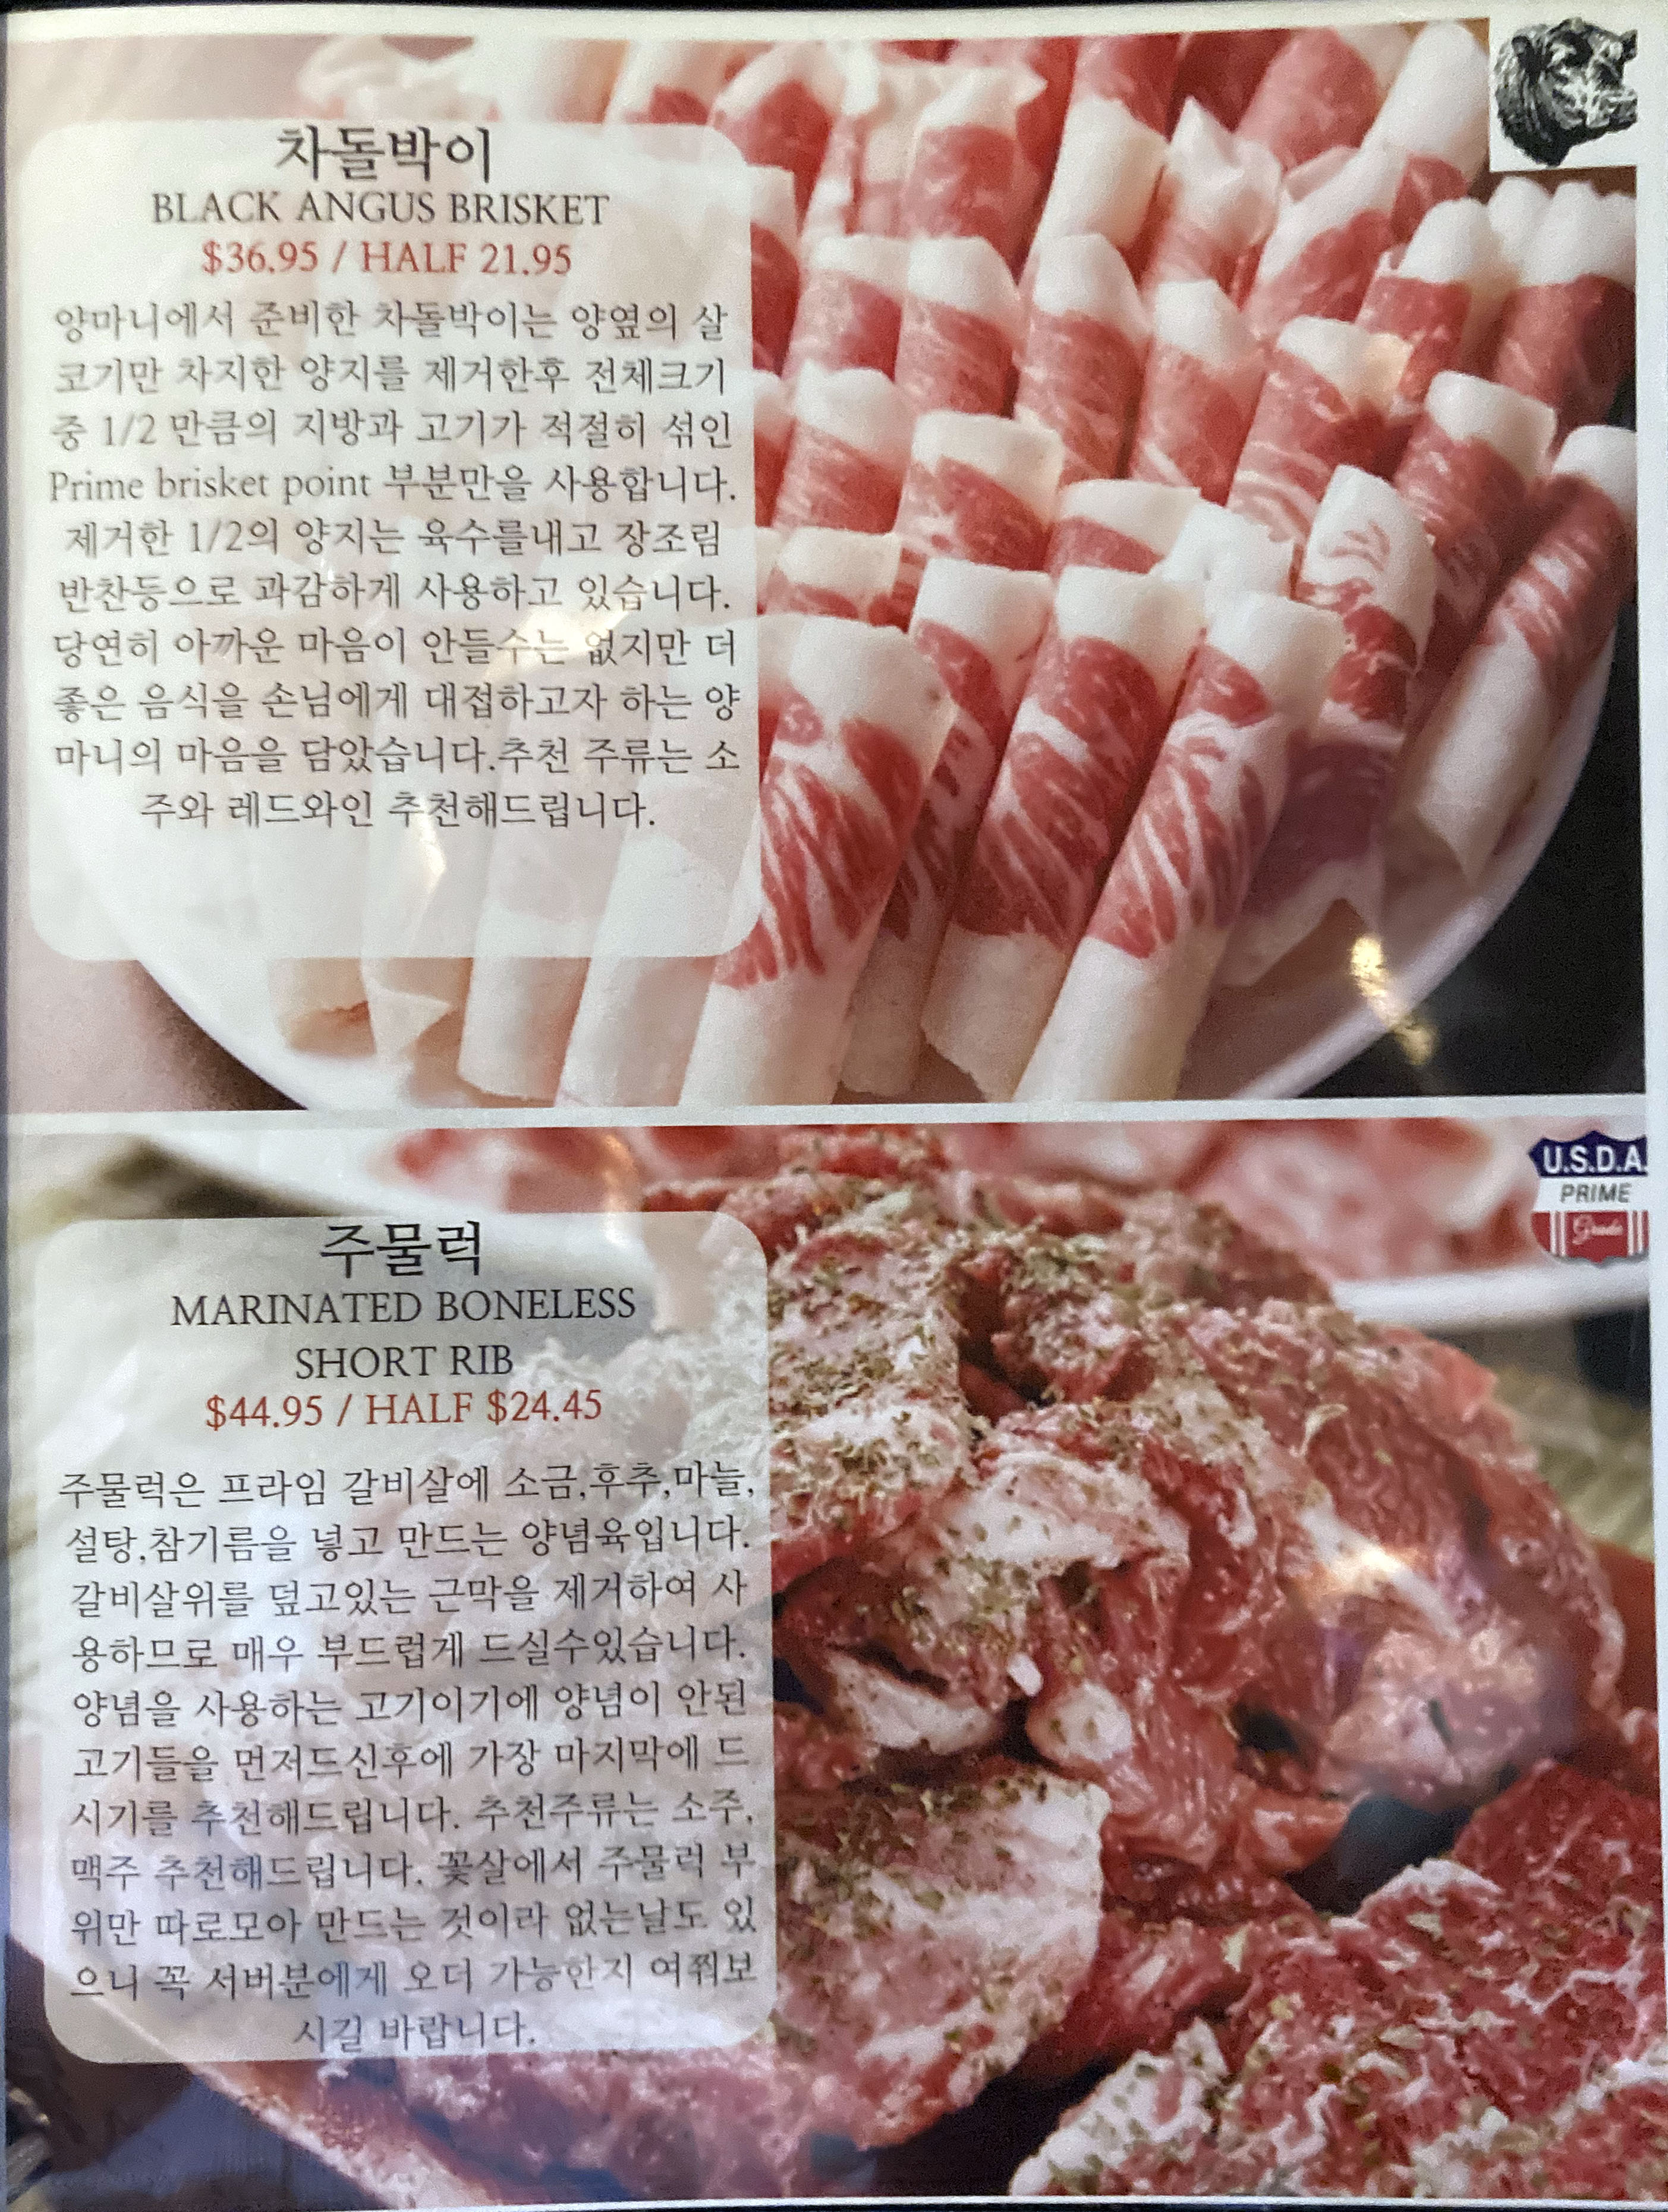 차돌박이
BLACK ANGUS BRISKET
$36.95 / HALF 21.95
양마니에서 준비한 차돌박이는 양옆의 살
코기만 차지한 양지를 제거한후 전체크기
중 1/2 만큼의 지방과 고기가 적절히 섞인
Prime brisket point 부분만을 사용합니다.
제거한 1/2의 양지는 육수를내고 장조림
반찬등으로 과감하게 사용하고 있습니다.
당연히 아까운 마음이 안들수는 없지만 더
좋은 음식을 손님에게 대접하고자 하는 양
마니의 마음을 담았습니다.추천 주류는 소
주와 레드와인 추천해드립니다.
U.S.D.A.
PRIME
Grade
주물럭
MARINATED BONELESS
SHORT RIB
$44.95 / HALF $24.45
주물럭은 프라임 갈비살에 소금,후추,마늘,
설탕,참기름을 넣고 만드는 양념육입니다.
갈비살위를 덮고있는 근막을 제거하여 사
용하므로 매우 부드럽게 드실수있습니다.
양념을 사용하는 고기이기에 양념이 안된
고기들을 먼저드신후에 가장 마지막에 드
시기를 추천해드립니다. 추천주류는 소주,
맥주 추천해드립니다. 꽃살에서 주물럭 부
위만 따로모아 만드는 것이라 없는날도 있
으니 꼭 서버분에게 오더 가능한지 여쭤보
시길 바랍니다.